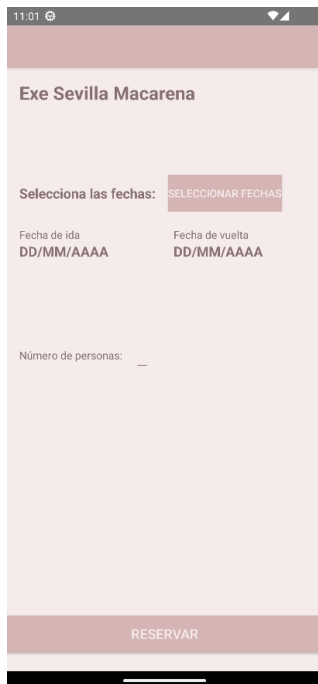 11:01
Exe Sevilla Macarena
Selecciona las fechas: SELECCIONAR FECHAS
Fecha de ida Fecha de vuelta
DD/MM/AAAA DD/MM/AAAA
Número de personas:
RESERVAR